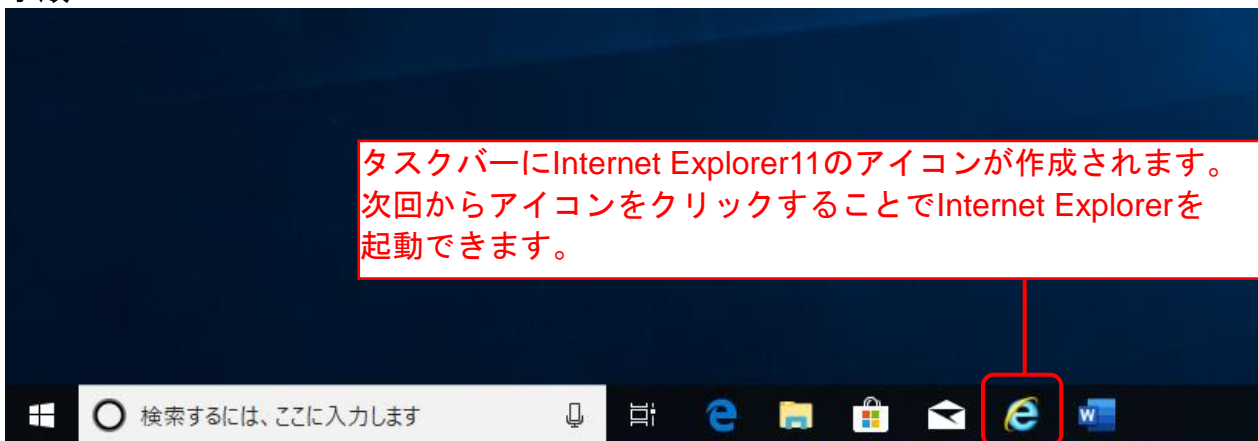 タスクバーにInternet Explorer11のアイコンが作成されます。
次回からアイコンをクリックすることでInternet Explorerを
起動できます。
検索するには、ここに入力します